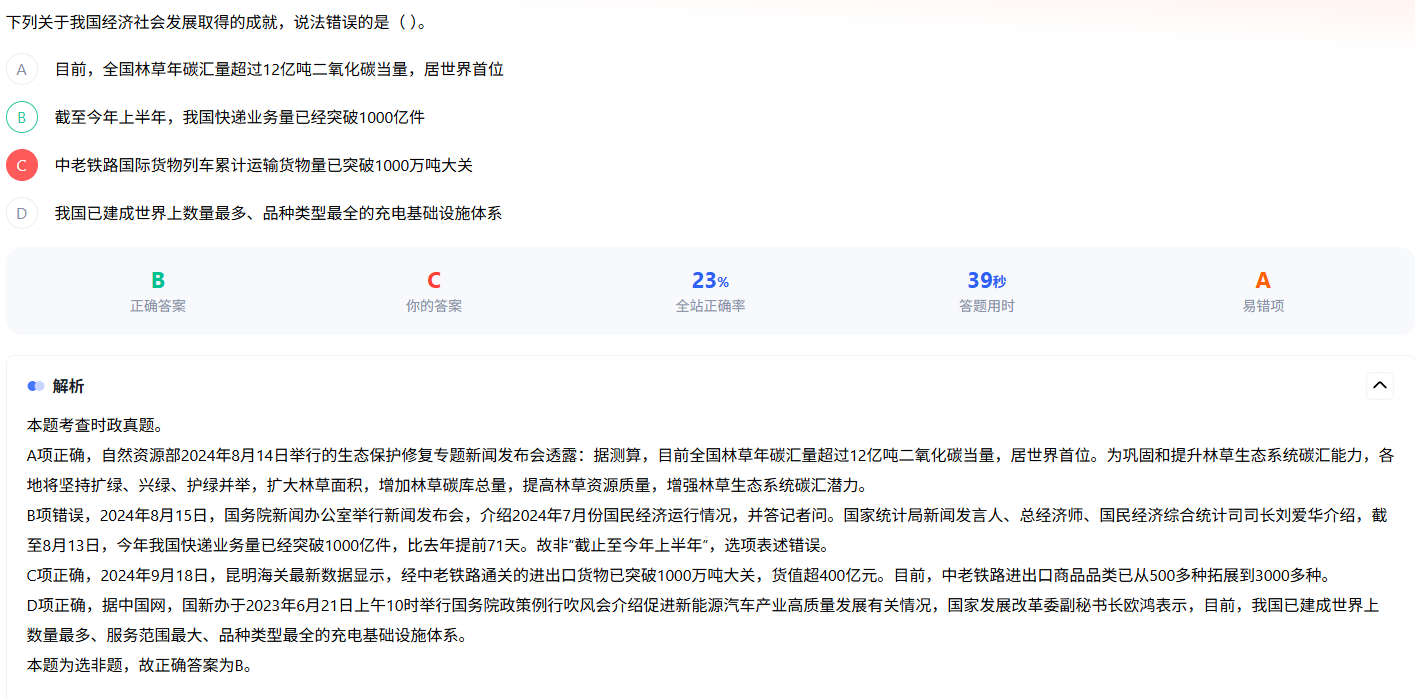 下列关于我国经济社会发展取得的成就，说法错误的是（ ）。
A 目前，全国林草年碳汇量超过12亿吨二氧化碳当量，居世界首位
B 截至今年上半年，我国快递业务量已经突破1000亿件
C 中老铁路国际货物列车累计运输货物量已突破1000万吨大关
D 我国已建成世界上数量最多、品种类型最全的充电基础设施体系
B C 23% 39秒 A
正确答案 你的答案 全站正确率 答题用时 易错项
解析
本题考查时政真题。
A项正确，自然资源部2024年8月14日举行的生态保护修复专题新闻发布会透露：据测算，目前全国林草年碳汇量超过12亿吨二氧化碳当量，居世界首位。为巩固和提升林草生态系统碳汇能力，各
地将坚持扩绿、兴绿、护绿并举，扩大林草面积，增加林草碳库总量，提高林草资源质量，增强林草生态系统碳汇潜力。
B项错误，2024年8月15日，国务院新闻办公室举行新闻发布会，介绍2024年7月份国民经济运行情况，并答记者问。国家统计局新闻发言人、总经济师、国民经济综合统计司司长刘爱华介绍，截
至8月13日，今年我国快递业务量已经突破1000亿件，比去年提前71天。故非“截止至今年上半年”，选项表述错误。
C项正确，2024年9月18日，昆明海关最新数据显示，经中老铁路通关的进出口货物已突破1000万吨大关，货值超400亿元。目前，中老铁路进出口商品品类已从500多种拓展到3000多种。
D项正确，据中国网，国新办于2023年6月21日上午10时举行国务院政策例行吹风会介绍促进新能源汽车产业高质量发展有关情况，国家发展改革委副秘书长欧鸿表示，目前，我国已建成世界上
数量最多、服务范围最大、品种类型最全的充电基础设施体系。
本题为选非题，故正确答案为B。